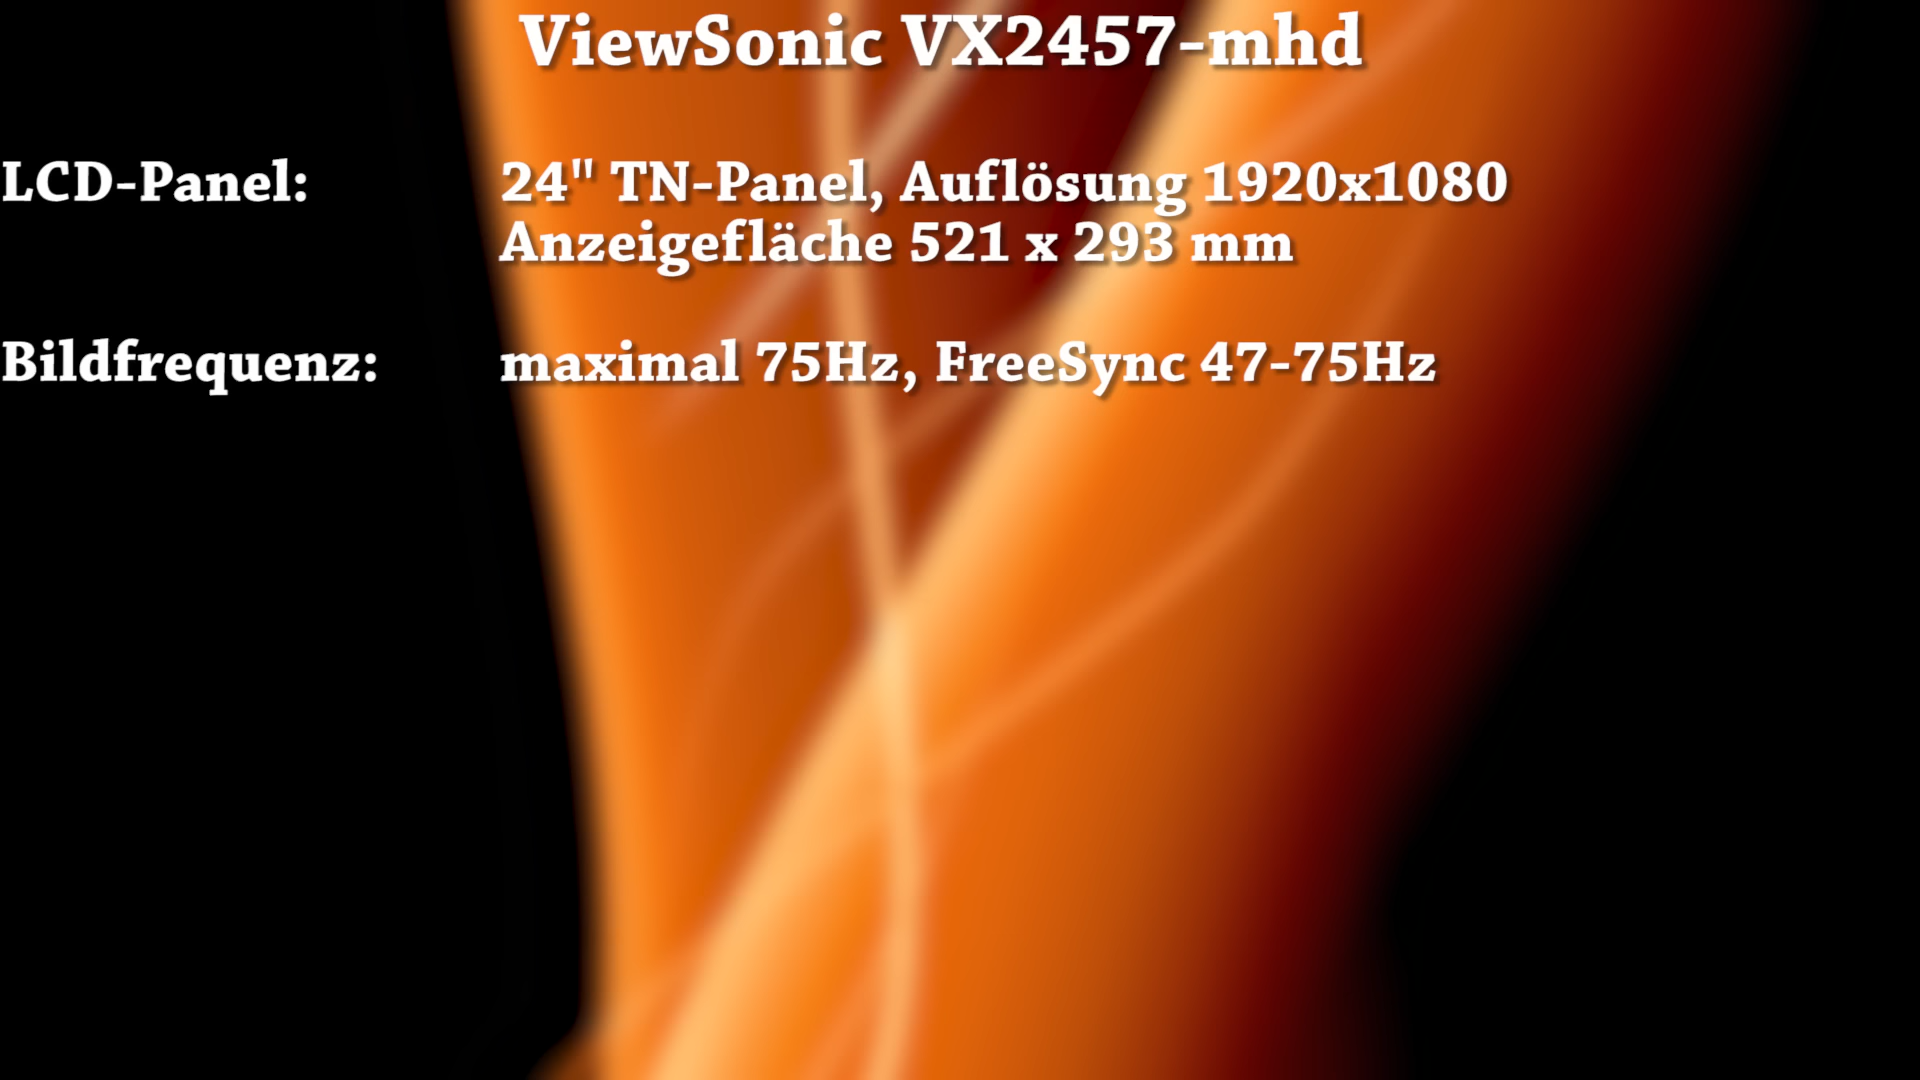 ViewSonic VX2457-mhd
LCD-Panel: 24" TN-Panel, Auflösung 1920x1080
Anzeigefläche 521 x 293 mm
Bildfrequenz: maximal 75Hz, FreeSync 47-75Hz